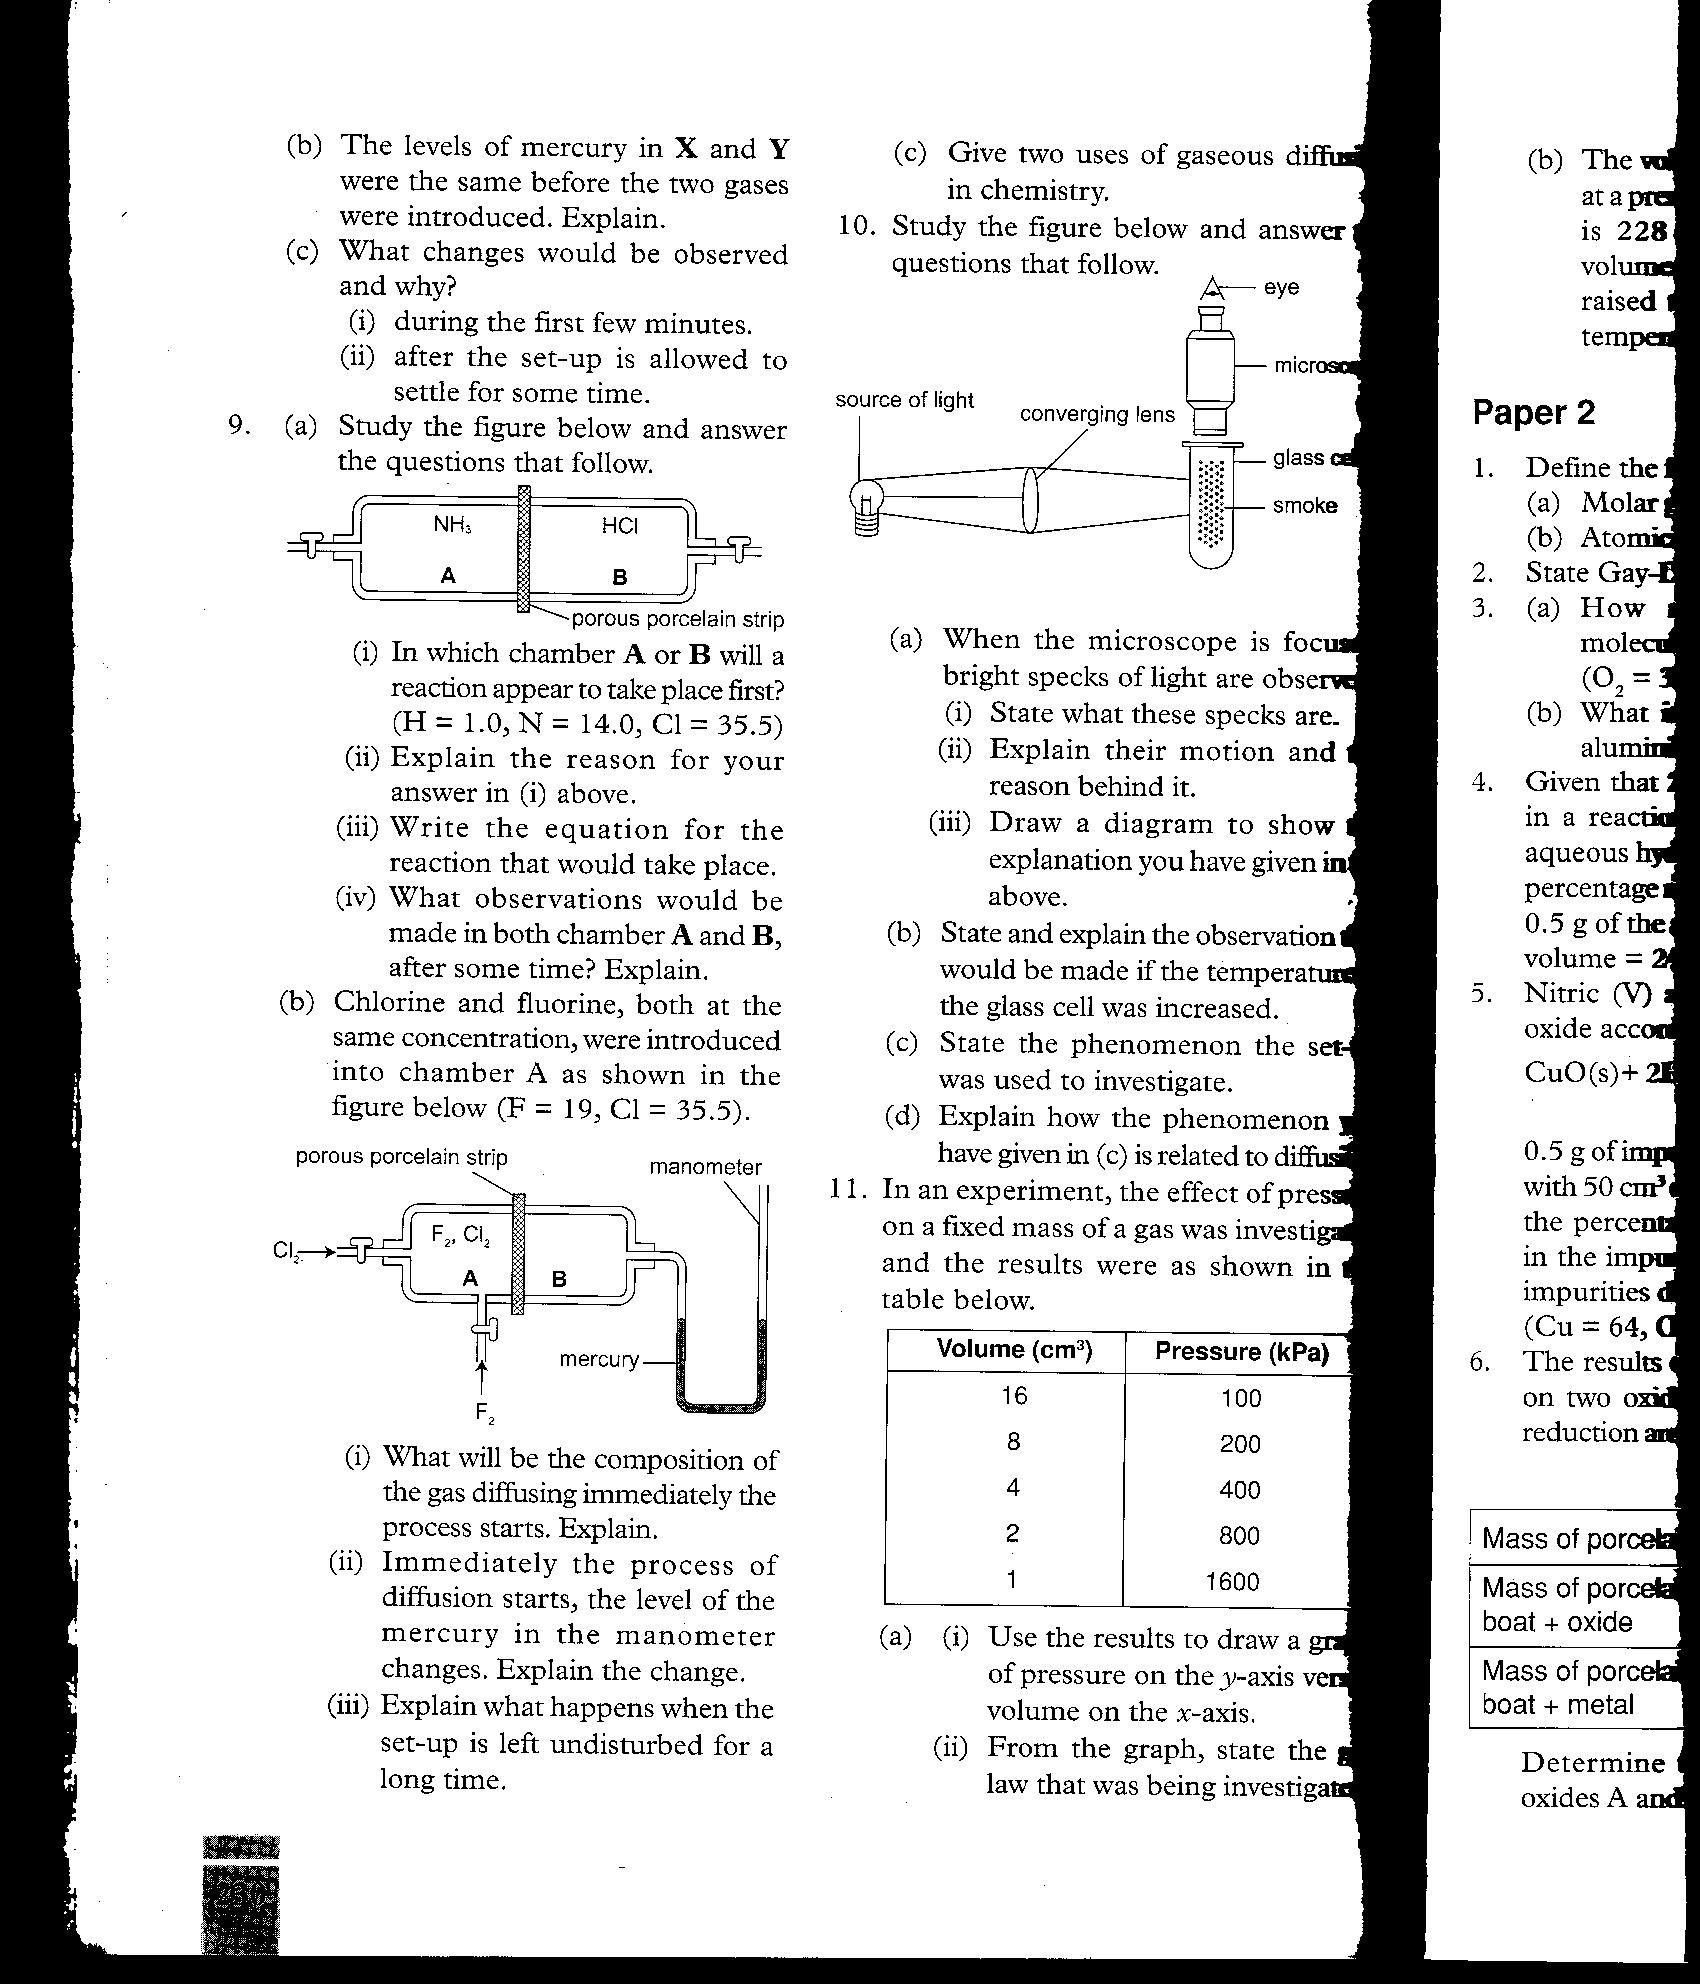 (b) The levels of mercury in X and Y
were the same before the two gases
were introduced. Explain.
(c) What changes would be observed
and why?
(i) during the first few minutes.
(ii) after the set-up is allowed to
settle for some time.
9. (a) Study the figure below and answer
the questions that follow.
NH₃ HCl
A B
porous porcelain strip
(i) In which chamber A or B will a
reaction appear to take place first?
(H = 1.0, N = 14.0, Cl = 35.5)
(ii) Explain the reason for your
answer in (i) above.
(iii) Write the equation for the
reaction that would take place.
(iv) What observations would be
made in both chamber A and B,
after some time? Explain.
(b) Chlorine and fluorine, both at the
same concentration, were introduced
into chamber A as shown in the
figure below (F = 19, Cl = 35.5).
porous porcelain strip
manometer
F₂, Cl₂
Cl₂
A B
mercury
F₂
(i) What will be the composition of
the gas diffusing immediately the
process starts. Explain.
(ii) Immediately the process of
diffusion starts, the level of the
mercury in the manometer
changes. Explain the change.
(iii) Explain what happens when the
set-up is left undisturbed for a
long time.
(c) Give two uses of gaseous
in chemistry.
10. Study the figure below and answer
questions that follow.
eye
source of light
converging lens
glass
smoke
(a) When the microscope is
bright specks of light are
(i) State what these specks are.
(ii) Explain their motion and
reason behind it.
(iii) Draw a diagram to show
explanation you have given in
above.
(b) State and explain the observation
would be made if the
the glass cell was increased.
(c) State the phenomenon the set-
was used to investigate.
(d) Explain how the phenomenon
have given in (c) is related to
11. In an experiment, the effect of
on a fixed mass of a gas was
and the results were as shown in
table below.
Volume (cm³) Pressure (kPa)
16 100
8 200
4 400
2 800
1 1600
(a) (i) Use the results to draw a
of pressure on the y-axis
volume on the x-axis.
(ii) From the graph, state the
law that was being
(b) The
at a
is 228
raised
Paper 2
1. Define the
(a) Molar
(b)
2. State
3. (a) How
(O₂ =
(b) What
4. Given that
in a
aqueous
percentage
0.5 g of the
volume =
5. Nitric (V)
oxide
CuO(s)+
0.5 g of
with 50 cm³
the
in the
impurities
(Cu = 64,
6. The results
on two
reduction
Mass of
Mass of
boat + oxide
Mass of
boat + metal
Determine
oxides A and